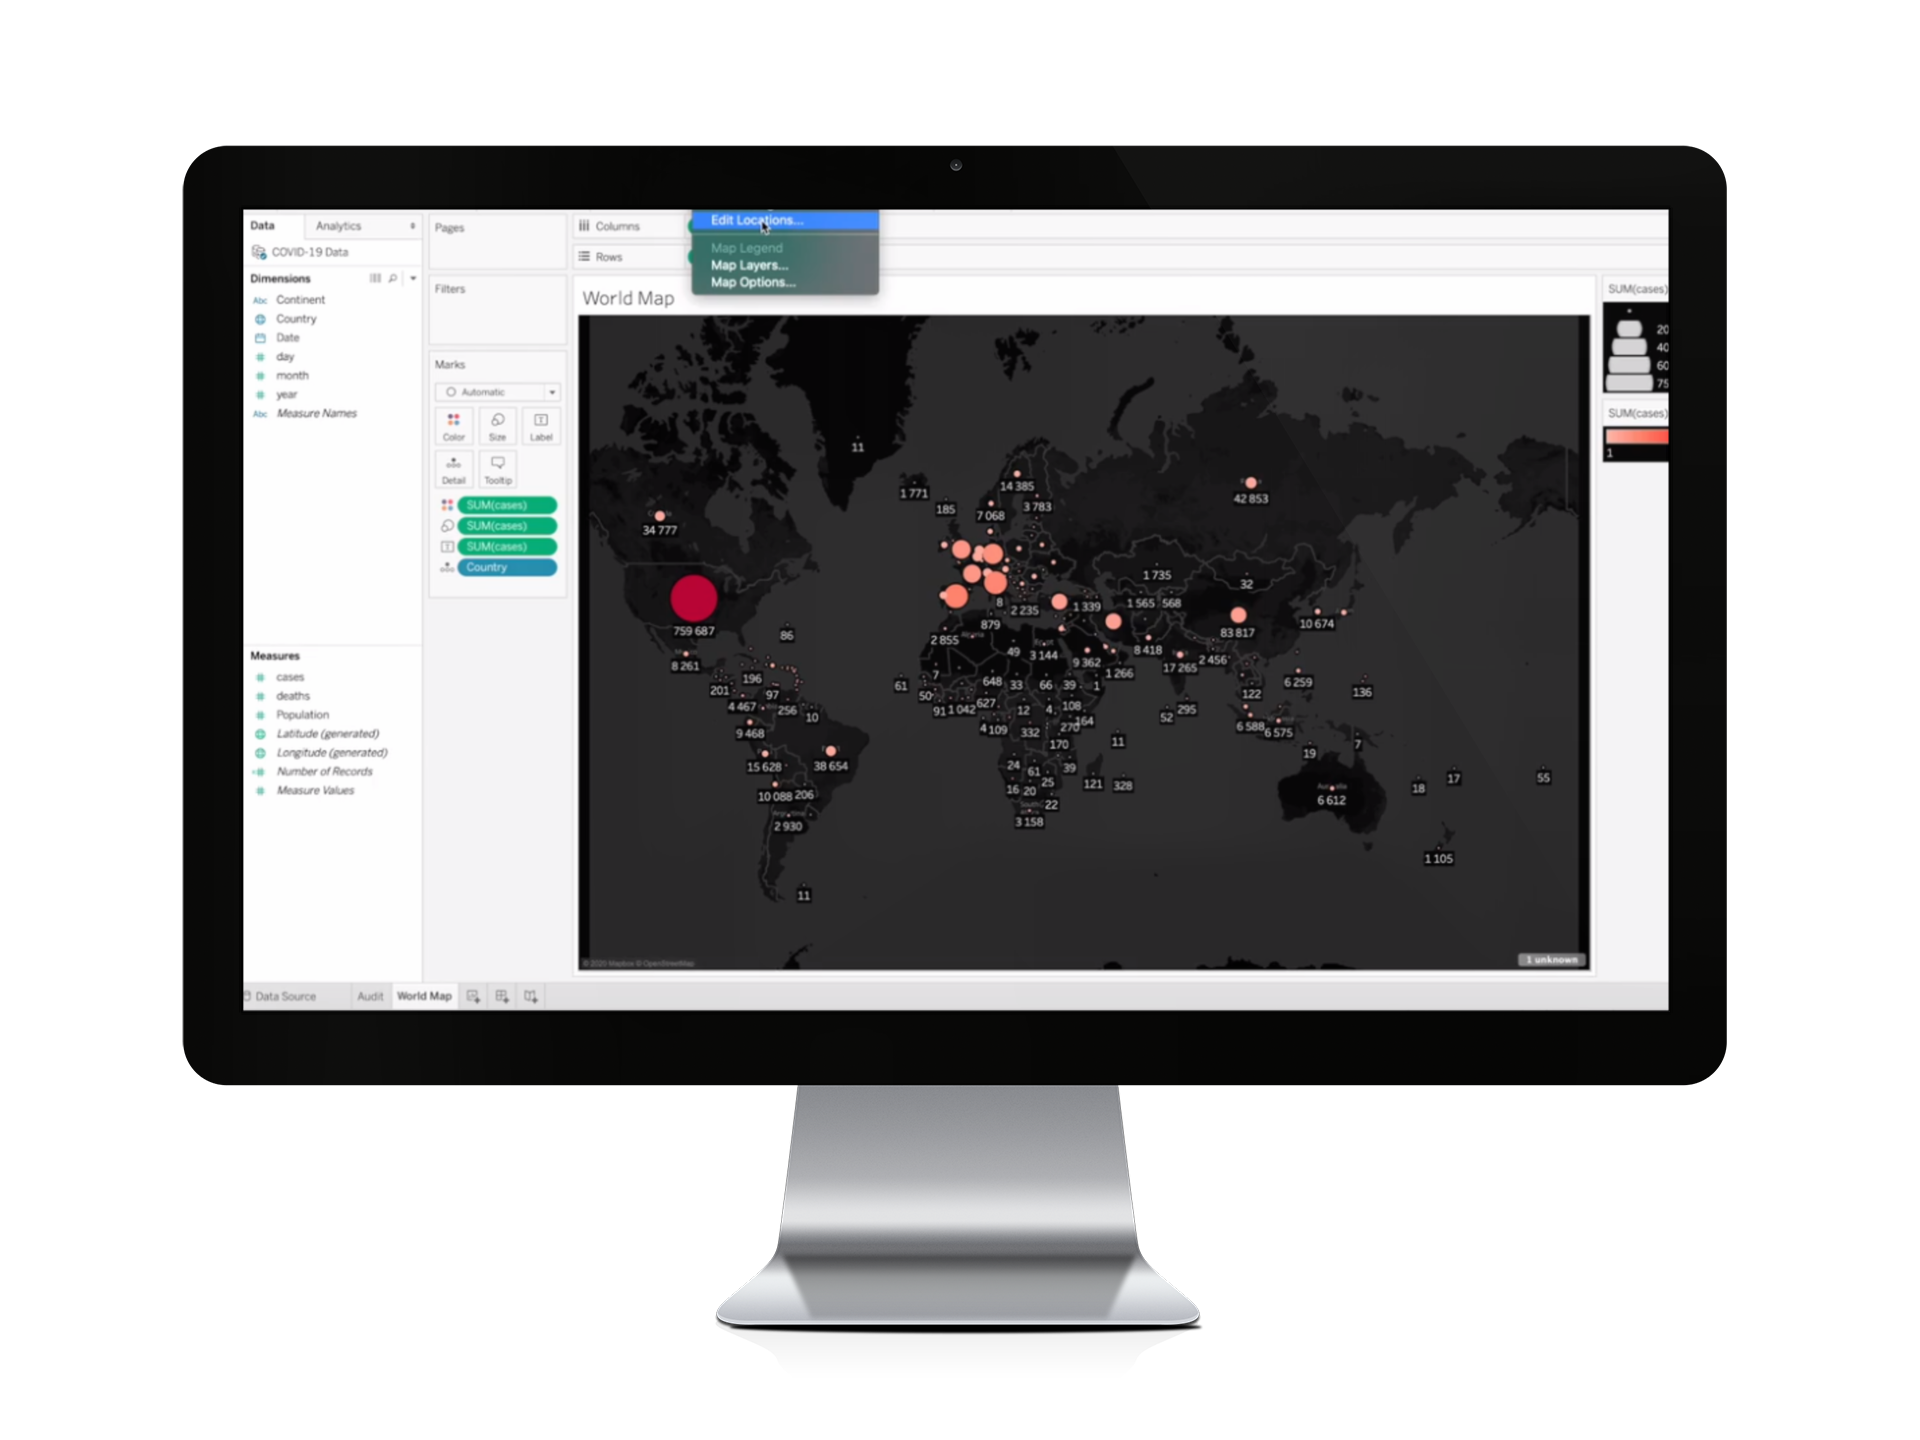 Data
Analytics
COVID-19 Data
Dimensions
Abc Continent
Country
Date
day
month
year
Abc Measure Names
Measures
cases
deaths
Population
Latitude (generated)
Longitude (generated)
Number of Records
Measure Values
Pages
Filters
Marks
Automatic
Color
Size
Label
Detail
Tooltip
SUM(cases)
SUM(cases)
SUM(cases)
Country
Columns
Rows
Edit Locations...
Map Legend
Map Layers...
Map Options...
World Map
11
1 771
14 385
42 853
185
7 068
3 783
34 777
1 735
32
8
2 235
1 339
1 565
568
879
10 674
759 687
86
2 855
83 817
49
3 144
8 418
8 261
9 362
17 265
2 456
7
1 266
196
61
648
33
66
39
1
6 259
201
97
50
122
136
4 467
256
10
91
1 042
627
12
4
108
52
295
9 468
4 109
332
270
164
6 588
6 575
170
11
19
7
15 628
38 654
24
61
39
10 088
206
16
20
25
121
328
17
55
18
22
6 612
2 930
3 158
1 105
11
© 2020 Mapbox © OpenStreetMap
1 unknown
SUM(cases)
20
40
60
75
SUM(cases)
1
Data Source
Audit
World Map